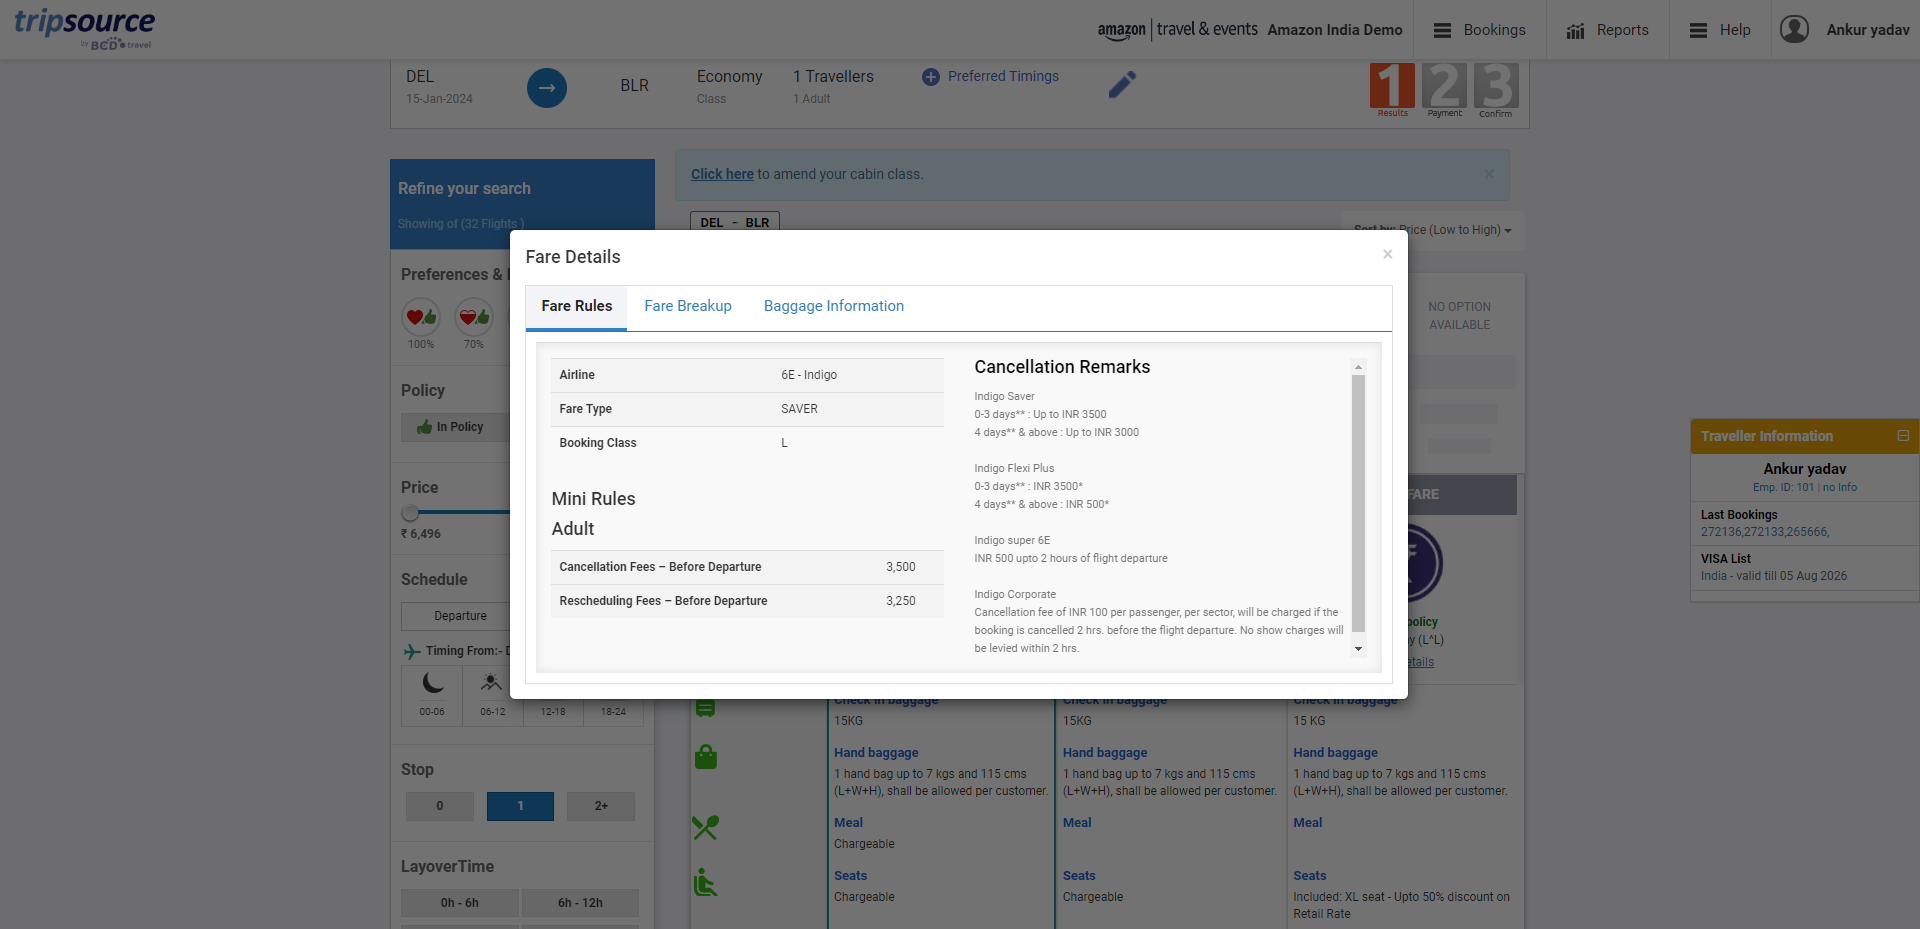 tripsource
by BCD travel
amazon | travel & events
Amazon India Demo
Bookings
Reports
Help
Ankur yadav
DEL
15-Jan-2024
BLR
Economy
Class
1 Travellers
1 Adult
Preferred Timings
1 2 3
Results
Payment
Confirm
Refine your search
Showing of (32 Flights )
Click here to amend your cabin class.
×
DEL - BLR
Sort by: Price (Low to High)
Fare Details
×
Fare Rules
Fare Breakup
Baggage Information
Airline 6E - Indigo
Fare Type SAVER
Booking Class L
Mini Rules
Adult
Cancellation Fees – Before Departure 3,500
Rescheduling Fees – Before Departure 3,250
Cancellation Remarks
Indigo Saver
0-3 days** : Up to INR 3500
4 days** & above : Up to INR 3000
Indigo Flexi Plus
0-3 days** : INR 3500*
4 days** & above : INR 500*
Indigo super 6E
INR 500 upto 2 hours of flight departure
Indigo Corporate
Cancellation fee of INR 100 per passenger, per sector, will be charged if the
booking is cancelled 2 hrs. before the flight departure. No show charges will
be levied within 2 hrs.
Preferences &
100%
70%
Policy
In Policy
Price
₹ 6,496
Schedule
Departure
Timing From:-
00-06
06-12
12-18
18-24
Stop
0
1
2+
LayoverTime
0h - 6h
6h - 12h
NO OPTION
AVAILABLE
FARE
policy
(L^L)
Check in baggage
15KG
Hand baggage
1 hand bag up to 7 kgs and 115 cms
(L+W+H), shall be allowed per customer.
Meal
Chargeable
Seats
Chargeable
Check in baggage
15KG
Hand baggage
1 hand bag up to 7 kgs and 115 cms
(L+W+H), shall be allowed per customer.
Meal
Seats
Chargeable
Check in baggage
15 KG
Hand baggage
1 hand bag up to 7 kgs and 115 cms
(L+W+H), shall be allowed per customer.
Meal
Seats
Included: XL seat - Upto 50% discount on
Retail Rate
Traveller Information
Ankur yadav
Emp. ID: 101 | no Info
Last Bookings
272136,272133,265666,
VISA List
India - valid till 05 Aug 2026